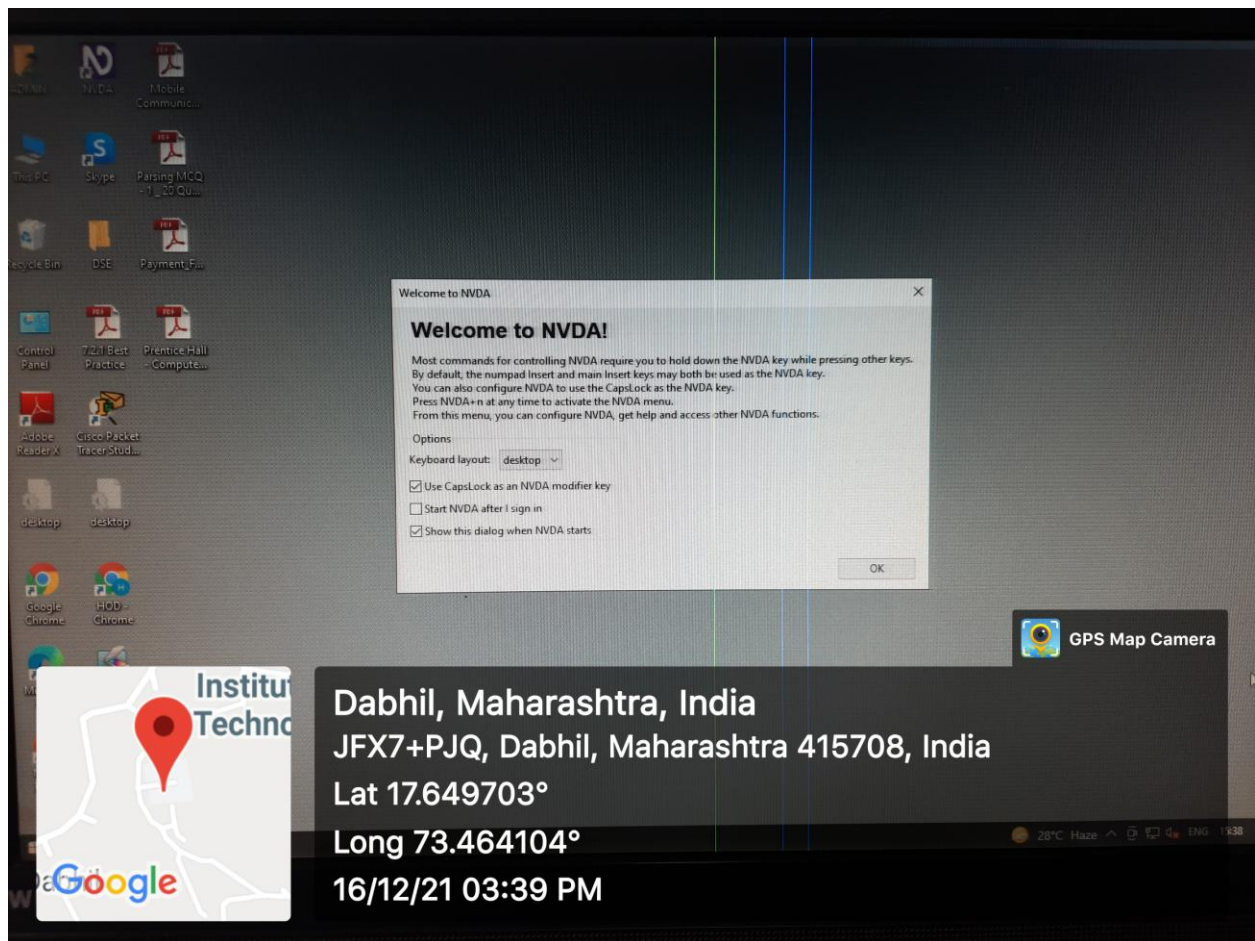 NVDA
Mobile
Communic...
This PC
Skype
Parsing MCQ
- 1 _ 20 Qu...
Recycle Bin
DSE
Payment_F...
Control
Panel
7.2.1 Best
Practice
Prentice Hall
- Compute...
Adobe
Reader X
Cisco Packet
Tracer Stud...
desktop
desktop
Google
Chrome
HOD -
Chrome
Welcome to NVDA
Welcome to NVDA!
Most commands for controlling NVDA require you to hold down the NVDA key while pressing other keys.
By default, the numpad Insert and main Insert keys may both be used as the NVDA key.
You can also configure NVDA to use the CapsLock as the NVDA key.
Press NVDA+n at any time to activate the NVDA menu.
From this menu, you can configure NVDA, get help and access other NVDA functions.
Options
Keyboard layout: desktop
Use CapsLock as an NVDA modifier key
Start NVDA after I sign in
Show this dialog when NVDA starts
OK
GPS Map Camera
Institut
Techno
Google
Dabhil, Maharashtra, India
JFX7+PJQ, Dabhil, Maharashtra 415708, India
Lat 17.649703°
Long 73.464104°
16/12/21 03:39 PM
28°C Haze ENG